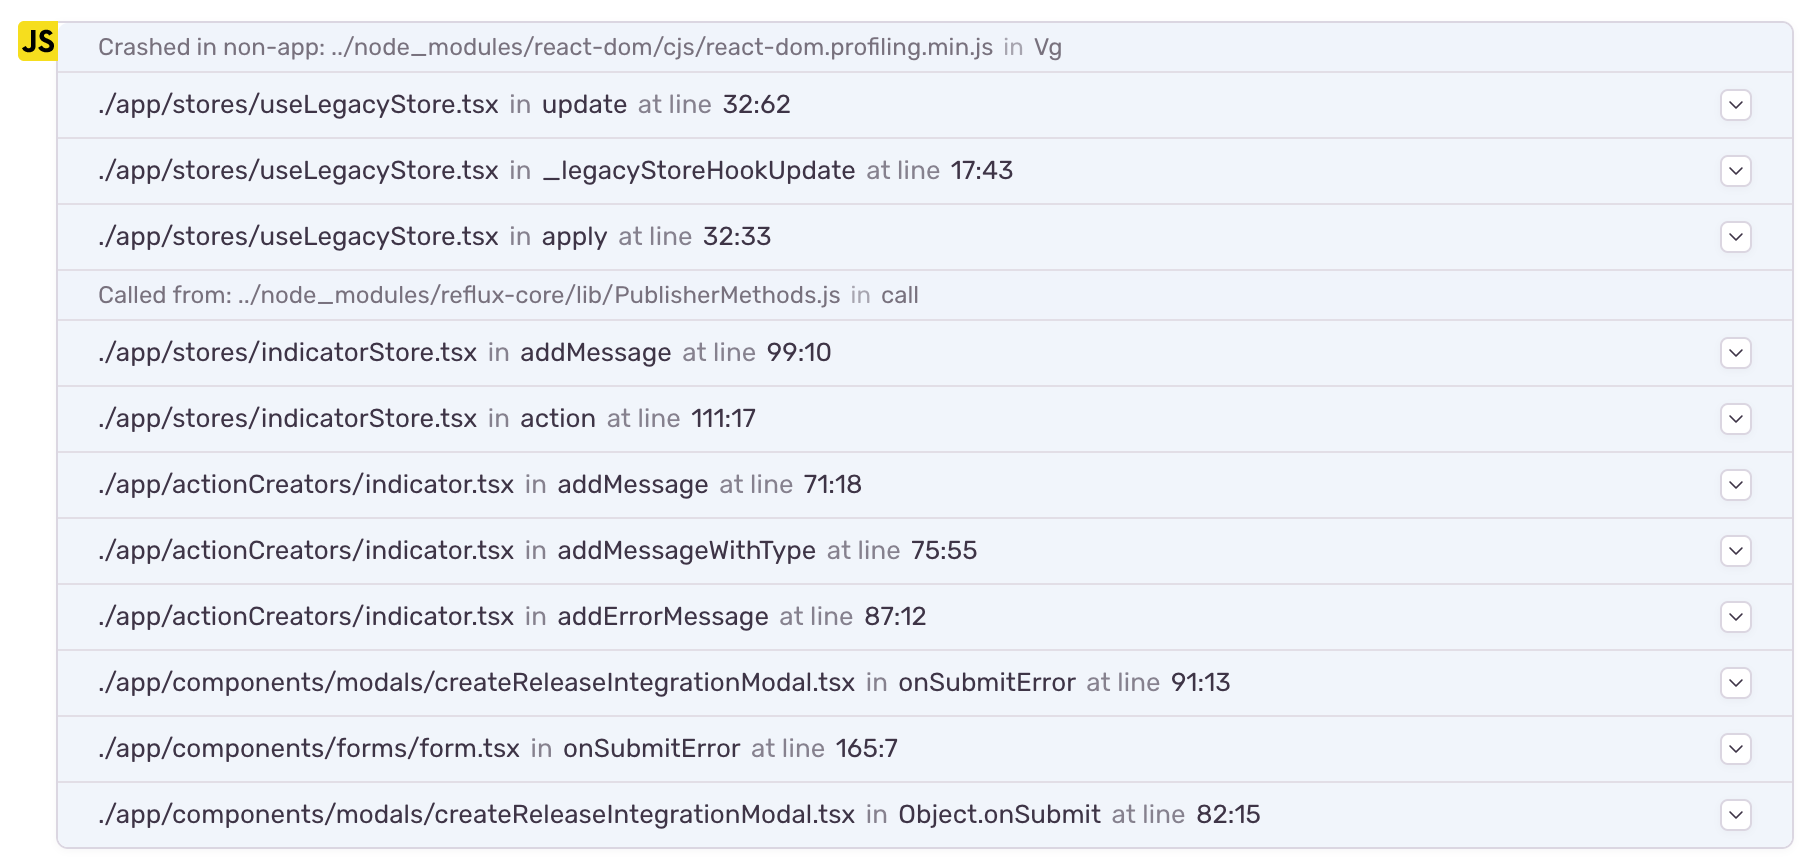 JS
Crashed in non-app: ../node_modules/react-dom/cjs/react-dom.profiling.min.js in Vg
./app/stores/useLegacyStore.tsx in update at line 32:62
./app/stores/useLegacyStore.tsx in _legacyStoreHookUpdate at line 17:43
./app/stores/useLegacyStore.tsx in apply at line 32:33
Called from: ../node_modules/reflux-core/lib/PublisherMethods.js in call
./app/stores/indicatorStore.tsx in addMessage at line 99:10
./app/stores/indicatorStore.tsx in action at line 111:17
./app/actionCreators/indicator.tsx in addMessage at line 71:18
./app/actionCreators/indicator.tsx in addMessageWithType at line 75:55
./app/actionCreators/indicator.tsx in addErrorMessage at line 87:12
./app/components/modals/createReleaseIntegrationModal.tsx in onSubmitError at line 91:13
./app/components/forms/form.tsx in onSubmitError at line 165:7
./app/components/modals/createReleaseIntegrationModal.tsx in Object.onSubmit at line 82:15